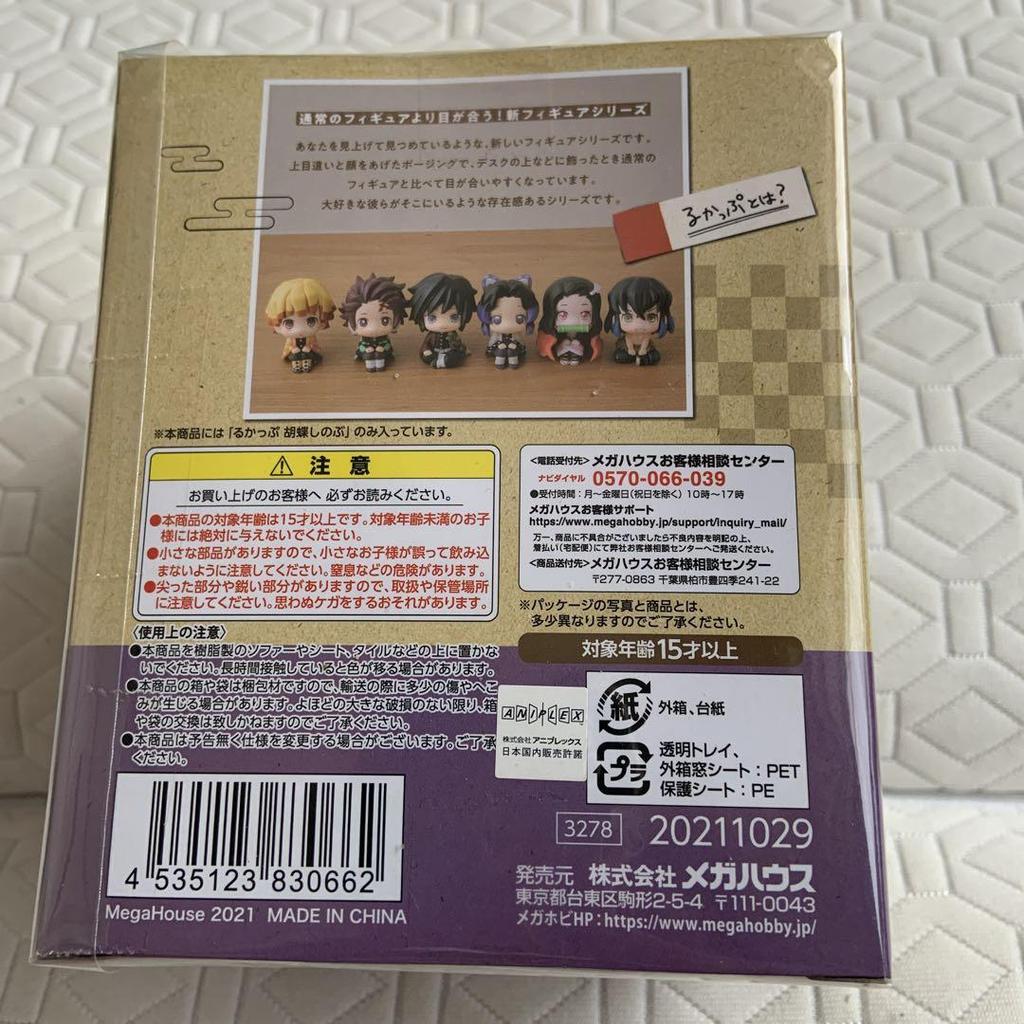 通常のフィギュアより目が合う！新フィギュアシリーズ
あなたを見上げて見つめているような、新しいフィギュアシリーズです。
上目遣いと顔をあげたポージングで、デスクの上などに飾ったとき通常の
フィギュアと比べて目が合いやすくなっています。
大好きな彼らがそこにいるような存在感あるシリーズです。
るかっぷとは？
※本商品には「るかっぷ 胡蝶しのぶ」のみ入っています。
注意
お買い上げのお客様へ 必ずお読みください。
●本商品の対象年齢は15才以上です。対象年齢未満のお子
様には絶対に与えないでください。
●小さな部品がありますので、小さなお子様が誤って飲み込
まないように注意してください。窒息などの危険があります。
●尖った部分や鋭い部分がありますので、取扱や保管場所
に注意してください。思わぬケガをするおそれがあります。
〈使用上の注意〉
●本商品を樹脂製のソファーやシート、タイルなどの上に置かな
いでください。長時間接触していると色が移る場合があります。
●本商品の箱や袋は梱包材ですので、輸送の際に多少の傷やへこ
みが生じる場合があります。よほどの大きな破損のない限り、箱
や袋の交換は致しかねますのでご了承ください。
●本商品は予告無く仕様を変更する場合がございます。ご了承
ください。
4 535123 830662
MegaHouse 2021 MADE IN CHINA
〈電話受付先〉メガハウスお客様相談センター
ナビダイヤル 0570-066-039
●受付時間：月～金曜日(祝日を除く) 10時～17時
メガハウスお客様サポート
https://www.megahobby.jp/support/inquiry_mail/
万一、商品に不具合がございましたら不良内容を明記の上、
着払い(宅配便)にて弊社お客様相談センターへご発送ください。
〈商品送付先〉メガハウスお客様相談センター
〒277-0863 千葉県柏市豊四季241-22
※パッケージの写真と商品とは、
多少異なりますのでご了承ください。
対象年齢15才以上
ANIPLEX
株式会社アニプレックス
日本国内販売許諾
紙
外箱、台紙
プラ
透明トレイ、
外箱窓シート：PET
保護シート：PE
3278
20211029
発売元 株式会社メガハウス
東京都台東区駒形2-5-4 〒111-0043
メガホビHP：https://www.megahobby.jp/